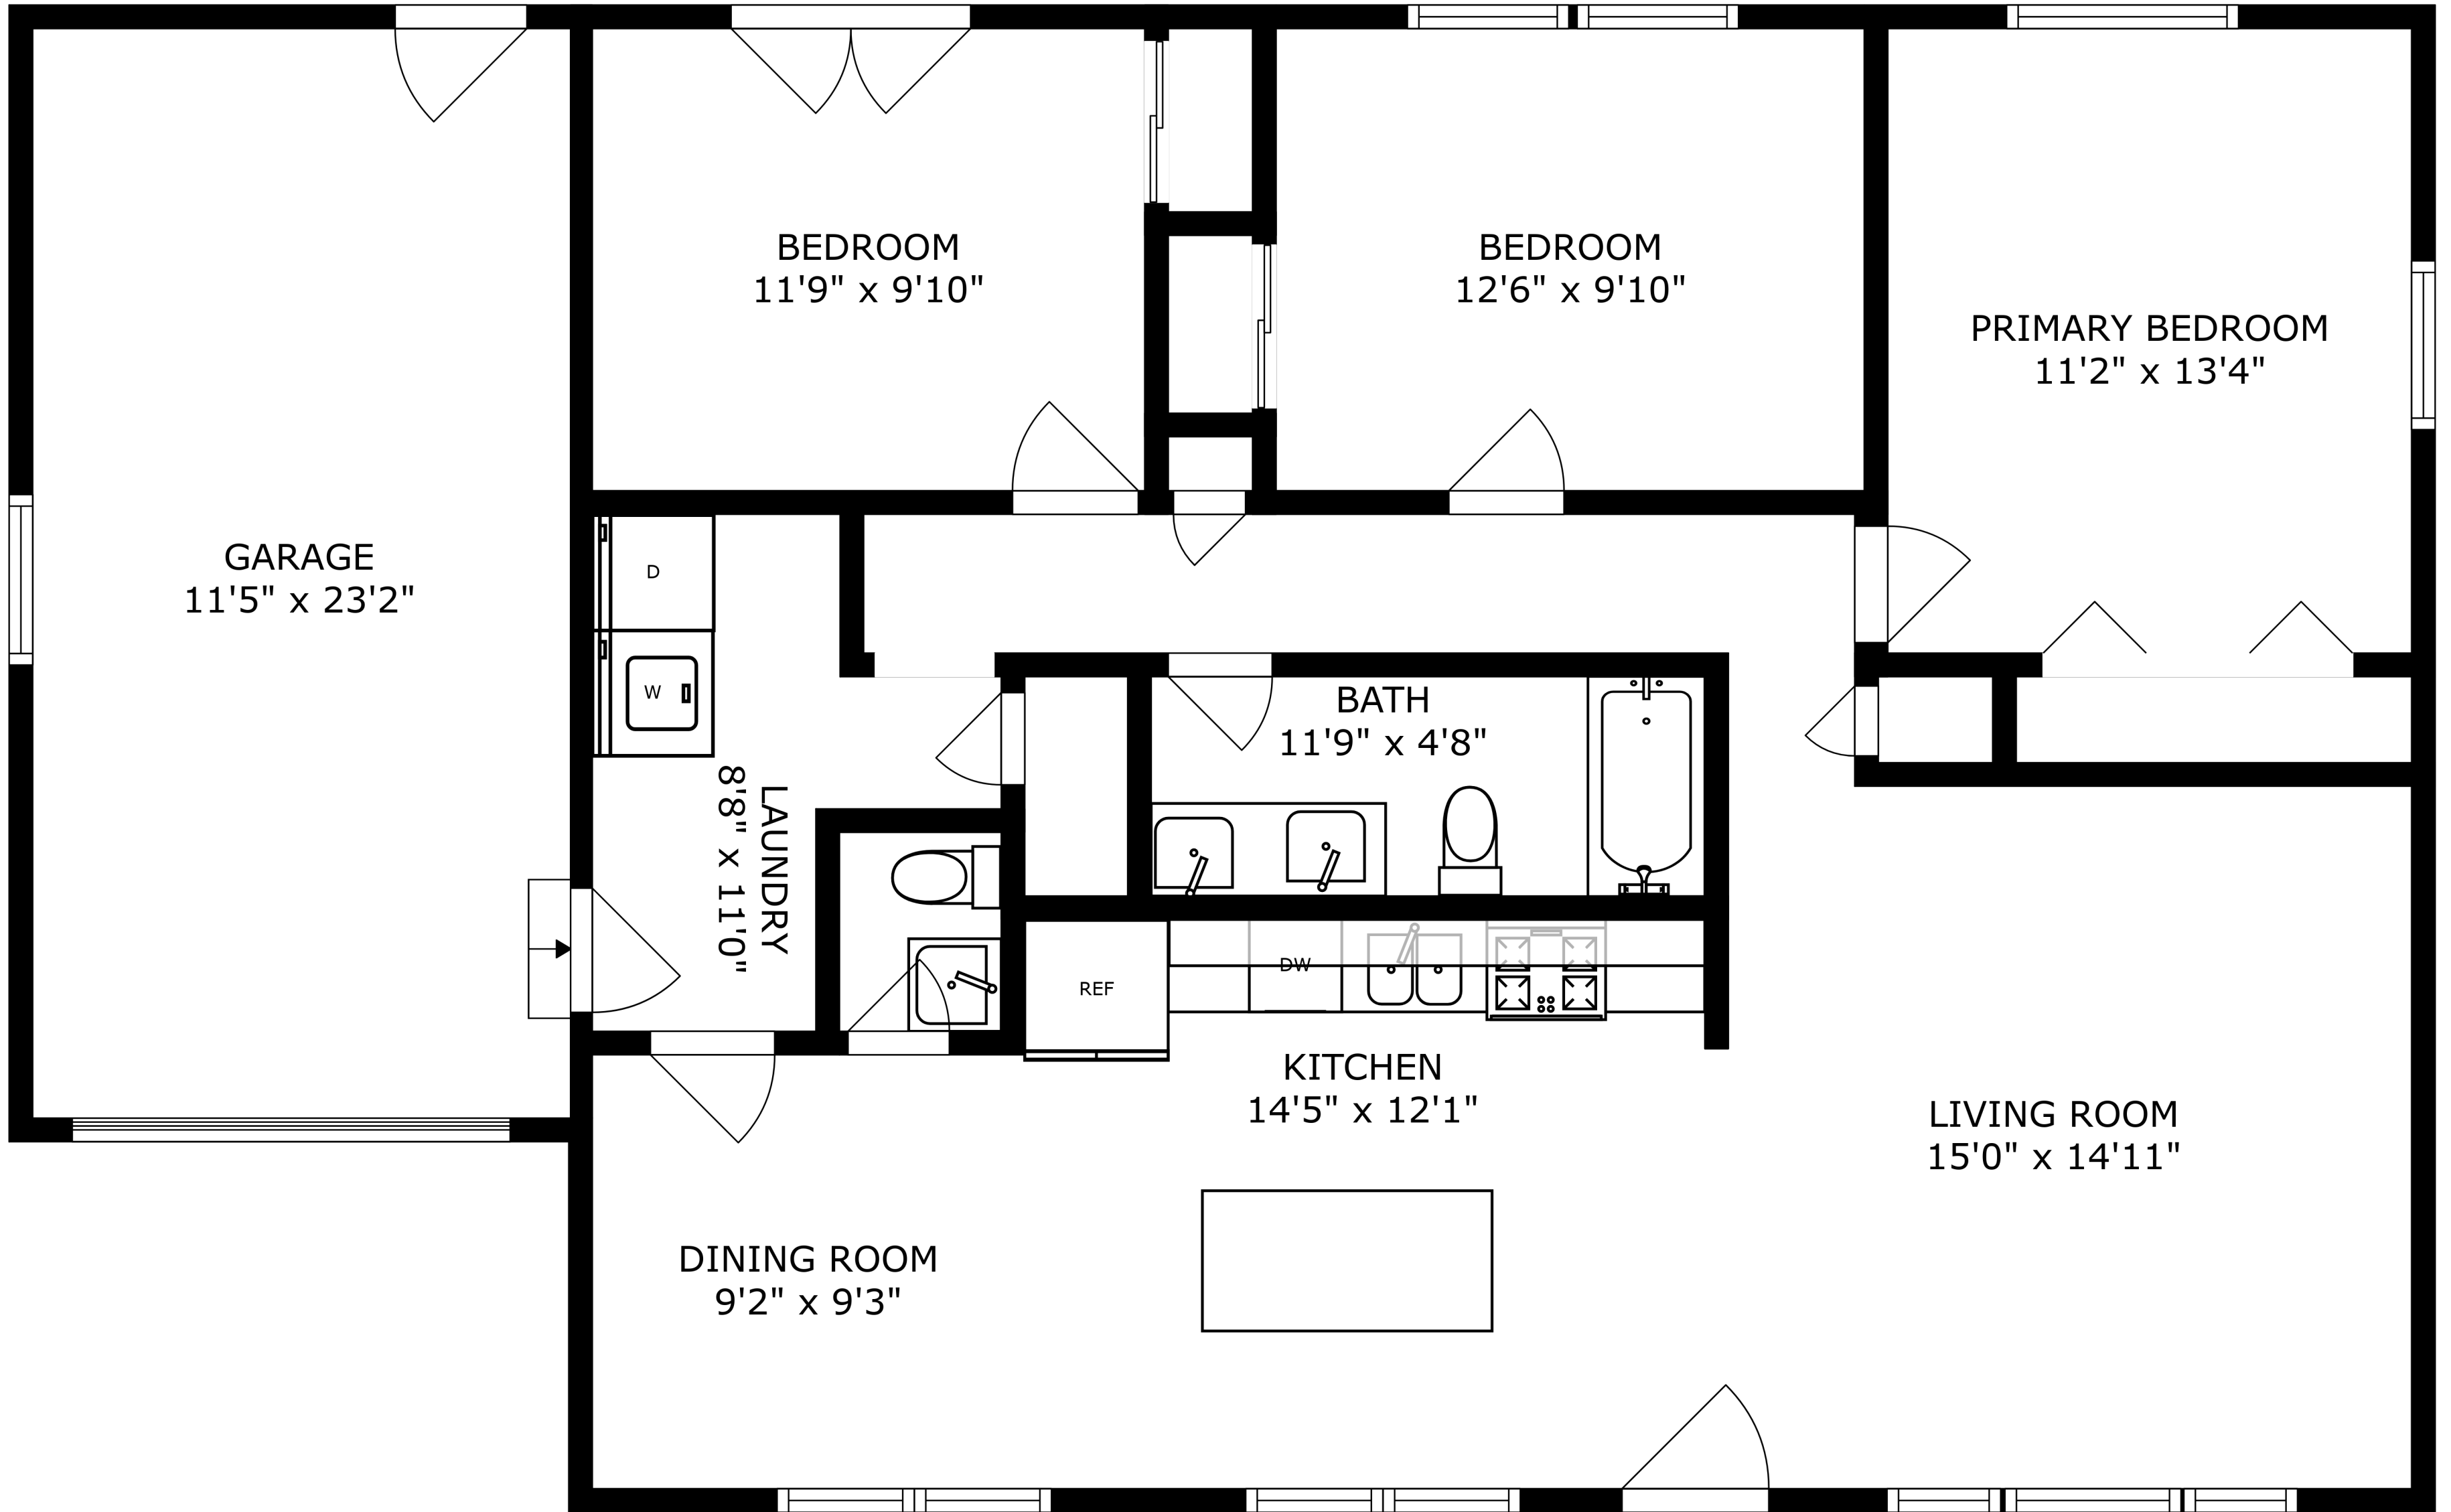 BEDROOM
11'9" x 9'10"
BEDROOM
12'6" x 9'10"
PRIMARY BEDROOM
11'2" x 13'4"
GARAGE
11'5" x 23'2"
D
W
LAUNDRY
8'8" x 11'0"
BATH
11'9" x 4'8"
REF
DW
KITCHEN
14'5" x 12'1"
LIVING ROOM
15'0" x 14'11"
DINING ROOM
9'2" x 9'3"